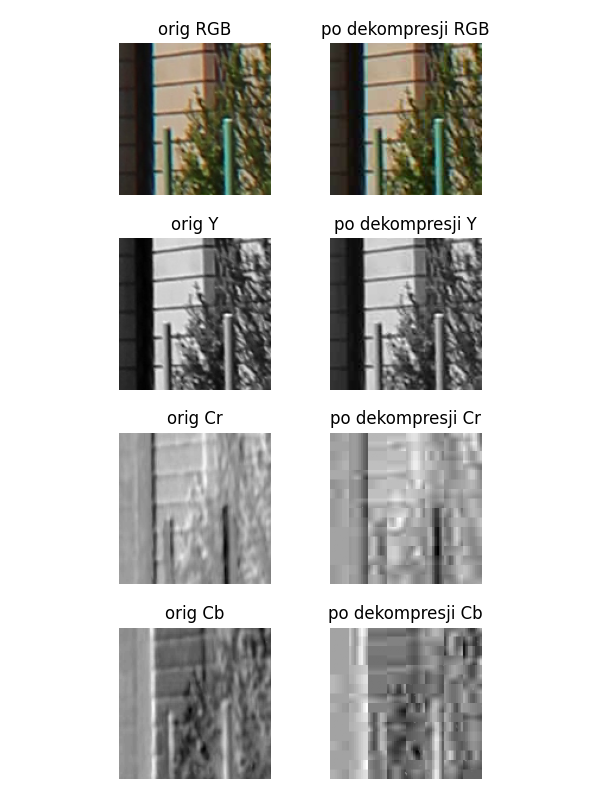 orig RGB
po dekompresji RGB
orig Y
po dekompresji Y
orig Cr
po dekompresji Cr
orig Cb
po dekompresji Cb